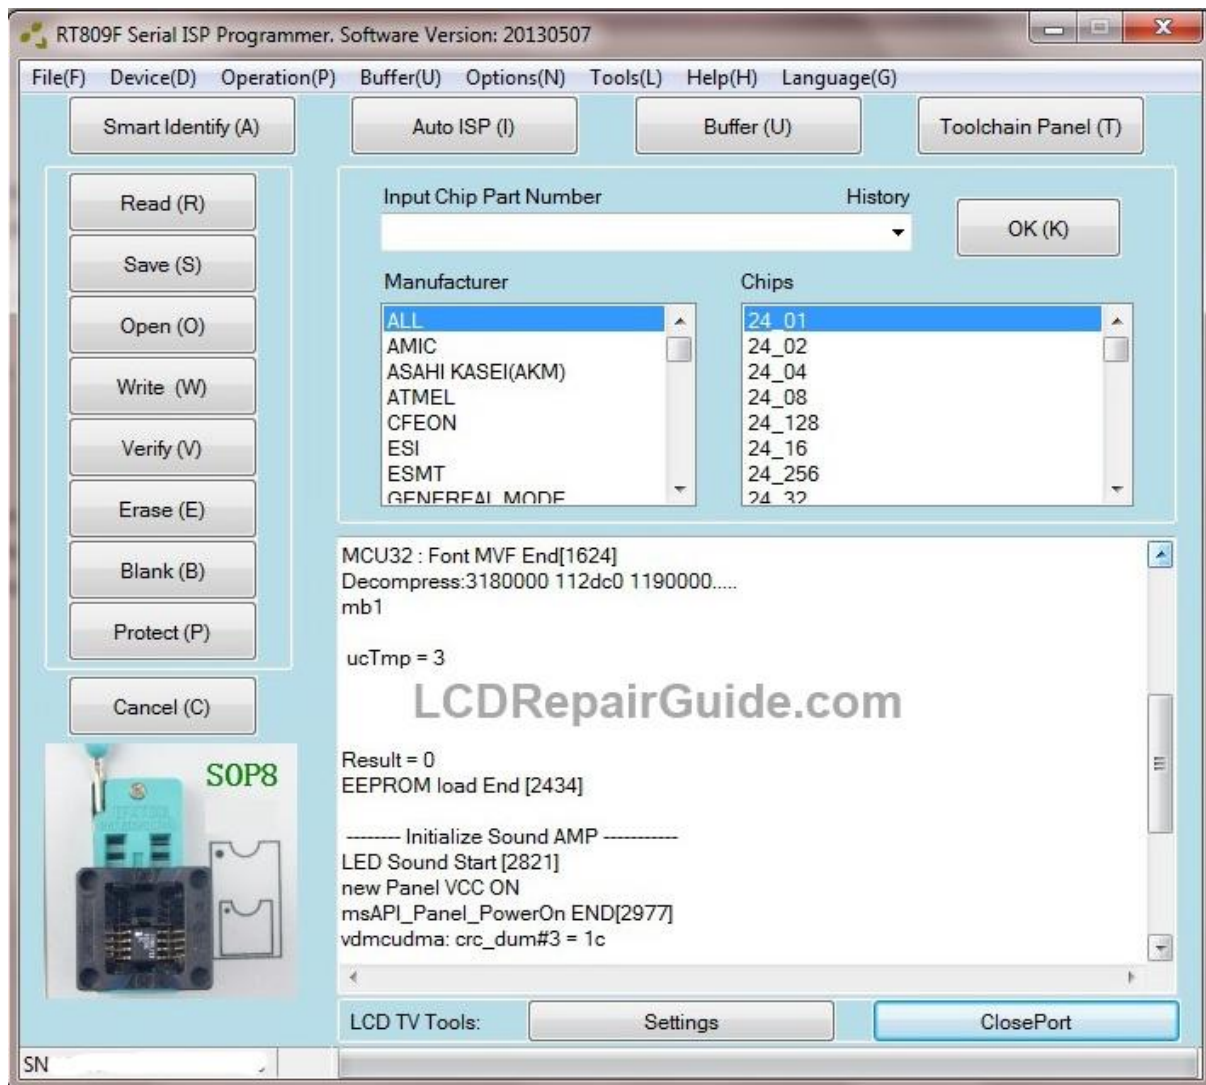 RT809F Serial ISP Programmer. Software Version: 20130507
File(F) Device(D) Operation(P) Buffer(U) Options(N) Tools(L) Help(H) Language(G)
Smart Identify (A) Auto ISP (I) Buffer (U) Toolchain Panel (T)
Read (R)
Save (S)
Open (O)
Write (W)
Verify (V)
Erase (E)
Blank (B)
Protect (P)
Cancel (C)
SOP8
Input Chip Part Number History
OK (K)
Manufacturer
ALL
AMIC
ASAHI KASEI(AKM)
ATMEL
CFEON
ESI
ESMT
GENEREAL MODE
Chips
24_01
24_02
24_04
24_08
24_128
24_16
24_256
24_32
MCU32 : Font MVF End[1624]
Decompress:3180000 112dc0 1190000.....
mb1
ucTmp = 3
LCDRepairGuide.com
Result = 0
EEPROM load End [2434]
-------- Initialize Sound AMP -----------
LED Sound Start [2821]
new Panel VCC ON
msAPI_Panel_PowerOn END[2977]
vdmcudma: crc_dum#3 = 1c
LCD TV Tools: Settings ClosePort
SN